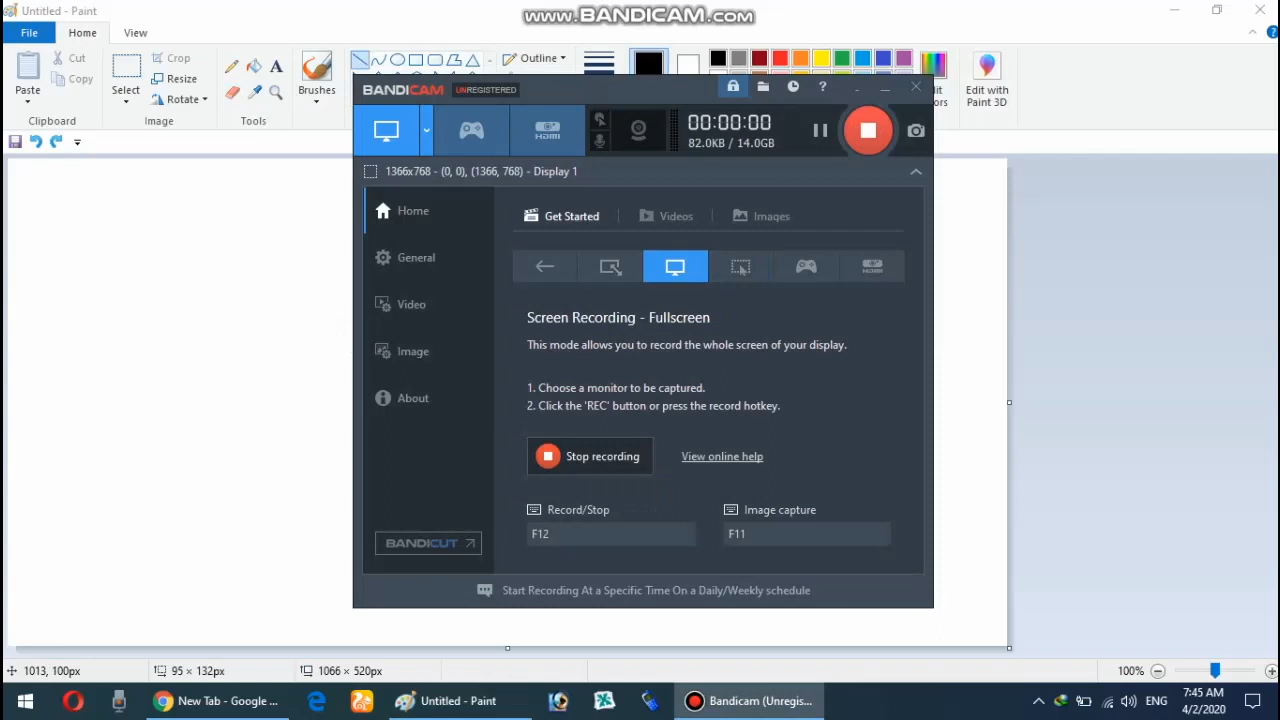 Untitled - Paint
www.BANDICAM.com
File
Home
View
Paste
Cut
Copy
Clipboard
Select
Crop
Resize
Rotate
Image
Tools
Brushes
Outline
Edit with
Paint 3D
BANDICAM UNREGISTERED
HDMI
00:00:00
82.0KB / 14.0GB
1366x768 - (0, 0), (1366, 768) - Display 1
Home
General
Video
Image
About
BANDICUT
Get Started
Videos
Images
HDMI
Screen Recording - Fullscreen
This mode allows you to record the whole screen of your display.
1. Choose a monitor to be captured.
2. Click the 'REC' button or press the record hotkey.
Stop recording
View online help
Record/Stop
Image capture
F12
F11
Start Recording At a Specific Time On a Daily/Weekly schedule
1013, 100px
95 × 132px
1066 × 520px
100%
New Tab - Google ...
Untitled - Paint
Bandicam (Unregis...
ENG
7:45 AM
4/2/2020